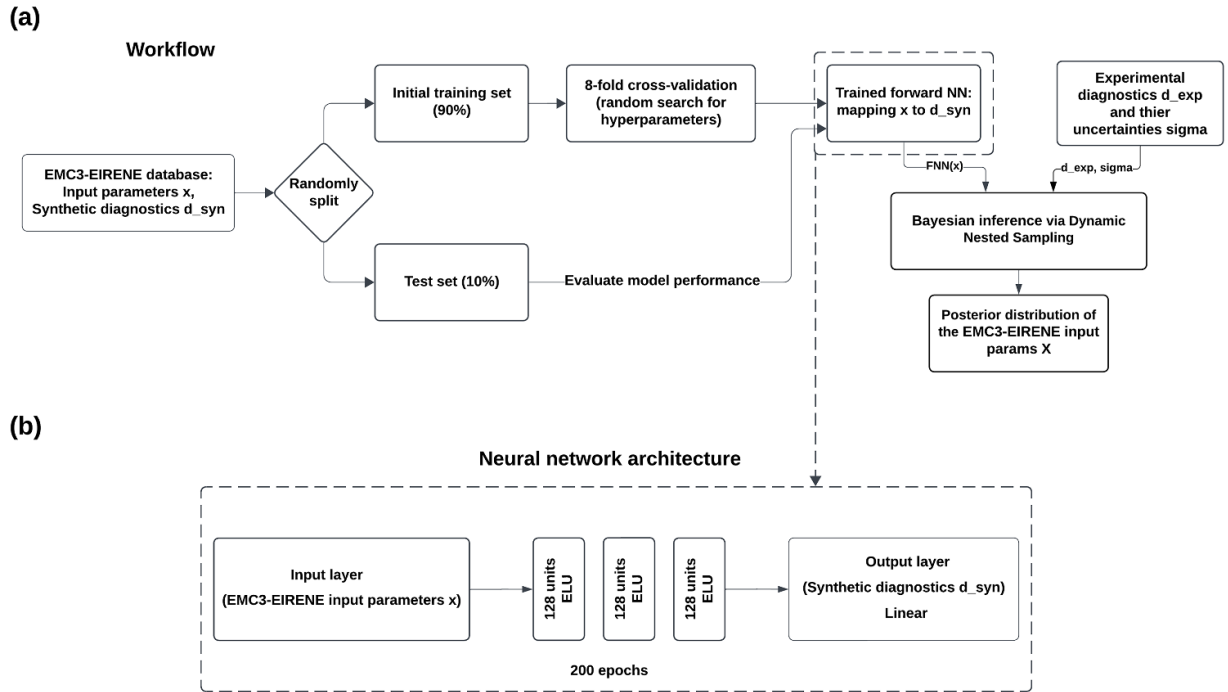 (a)
Workflow
EMC3-EIRENE database:
Input parameters x,
Synthetic diagnostics d_syn
Randomly
split
Initial training set
(90%)
8-fold cross-validation
(random search for
hyperparameters)
Trained forward NN:
mapping x to d_syn
Experimental
diagnostics d_exp
and thier
uncertainties sigma
FNN(x)
d_exp, sigma
Test set (10%)
Evaluate model performance
Bayesian inference via Dynamic
Nested Sampling
Posterior distribution of
the EMC3-EIRENE input
params X
(b)
Neural network architecture
Input layer
(EMC3-EIRENE input parameters x)
128 units
ELU
128 units
ELU
128 units
ELU
Output layer
(Synthetic diagnostics d_syn)
Linear
200 epochs